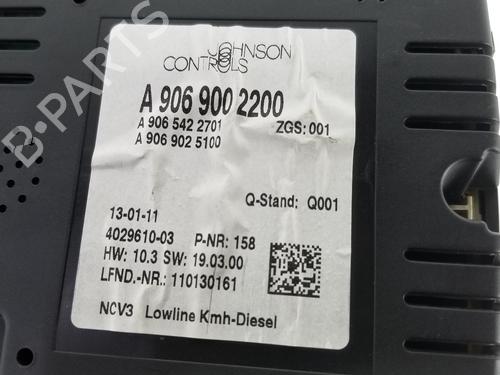 JOHNSON
CONTROLS
A 906 900 2200
A 906 542 2701 ZGS: 001
A 906 902 5100
Q-Stand: Q001
13-01-11
4029610-03 P-NR: 158
HW: 10.3 SW: 19.03.00
LFND.-NR.: 110130161
NCV3 Lowline Kmh-Diesel
B-PARTS
B-PARTS